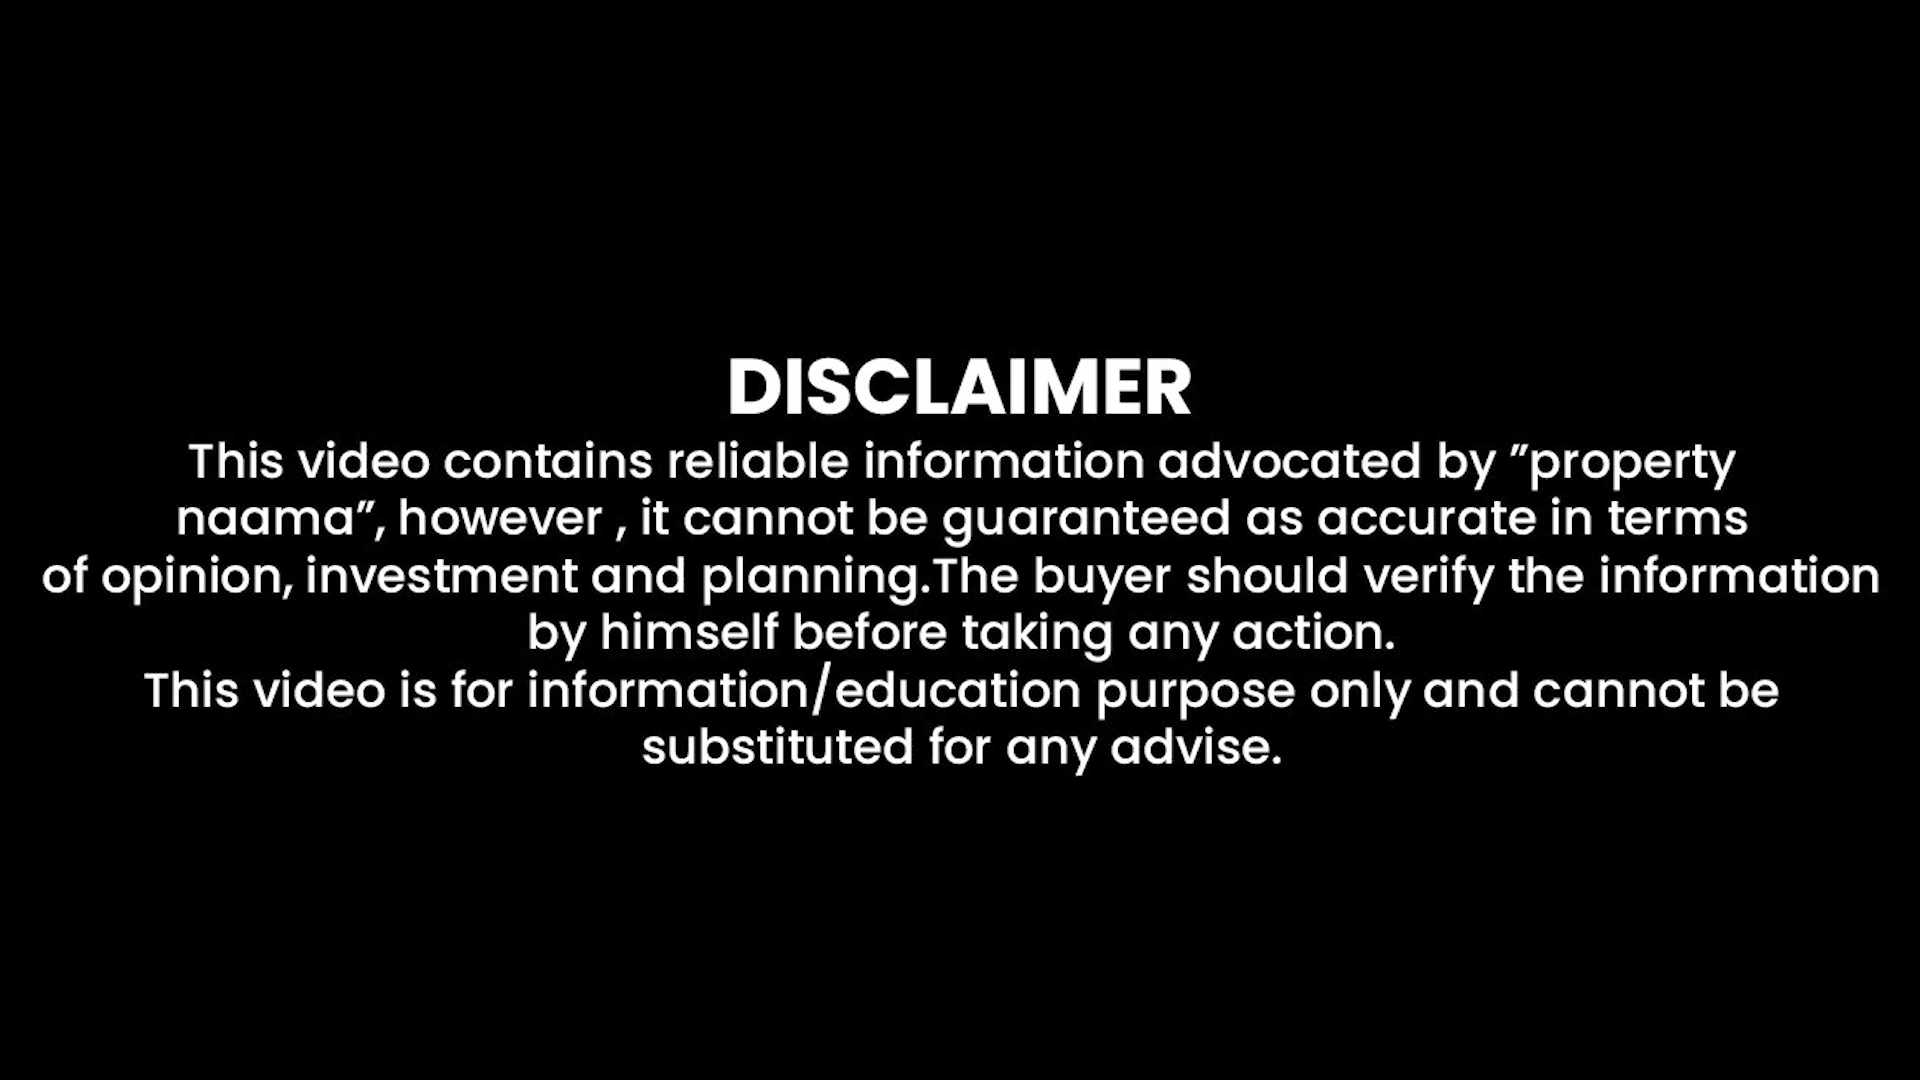 DISCLAIMER
This video contains reliable information advocated by ”property
naama”, however , it cannot be guaranteed as accurate in terms
of opinion, investment and planning.The buyer should verify the information
by himself before taking any action.
This video is for information/education purpose only and cannot be
substituted for any advise.